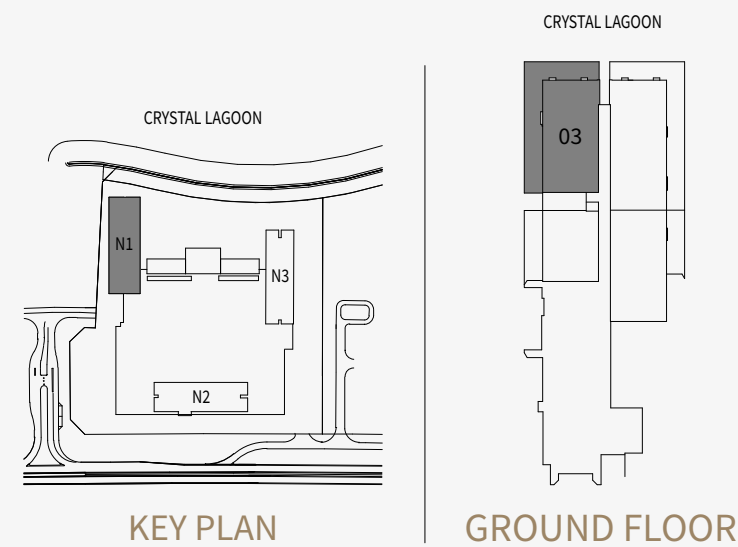 CRYSTAL LAGOON
N1
N3
N2
KEY PLAN
CRYSTAL LAGOON
03
GROUND FLOOR